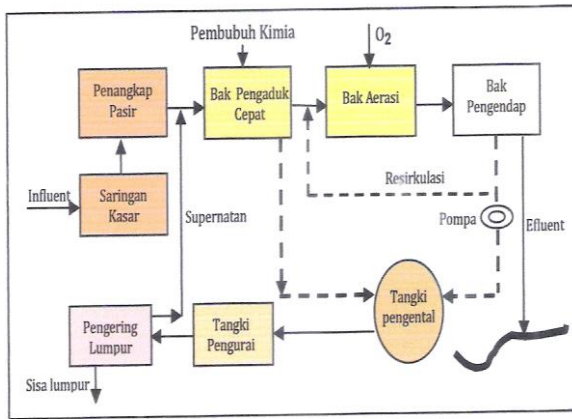 Pembubuh Kimia
O2
Penangkap
Pasir
Bak Pengaduk
Cepat
Bak Aerasi
Bak
Pengendap
Influent
Saringan
Kasar
Supernatan
Resirkulasi
Pompa
Efluent
Pengering
Lumpur
Tangki
Pengurai
Tangki
pengental
Sisa lumpur